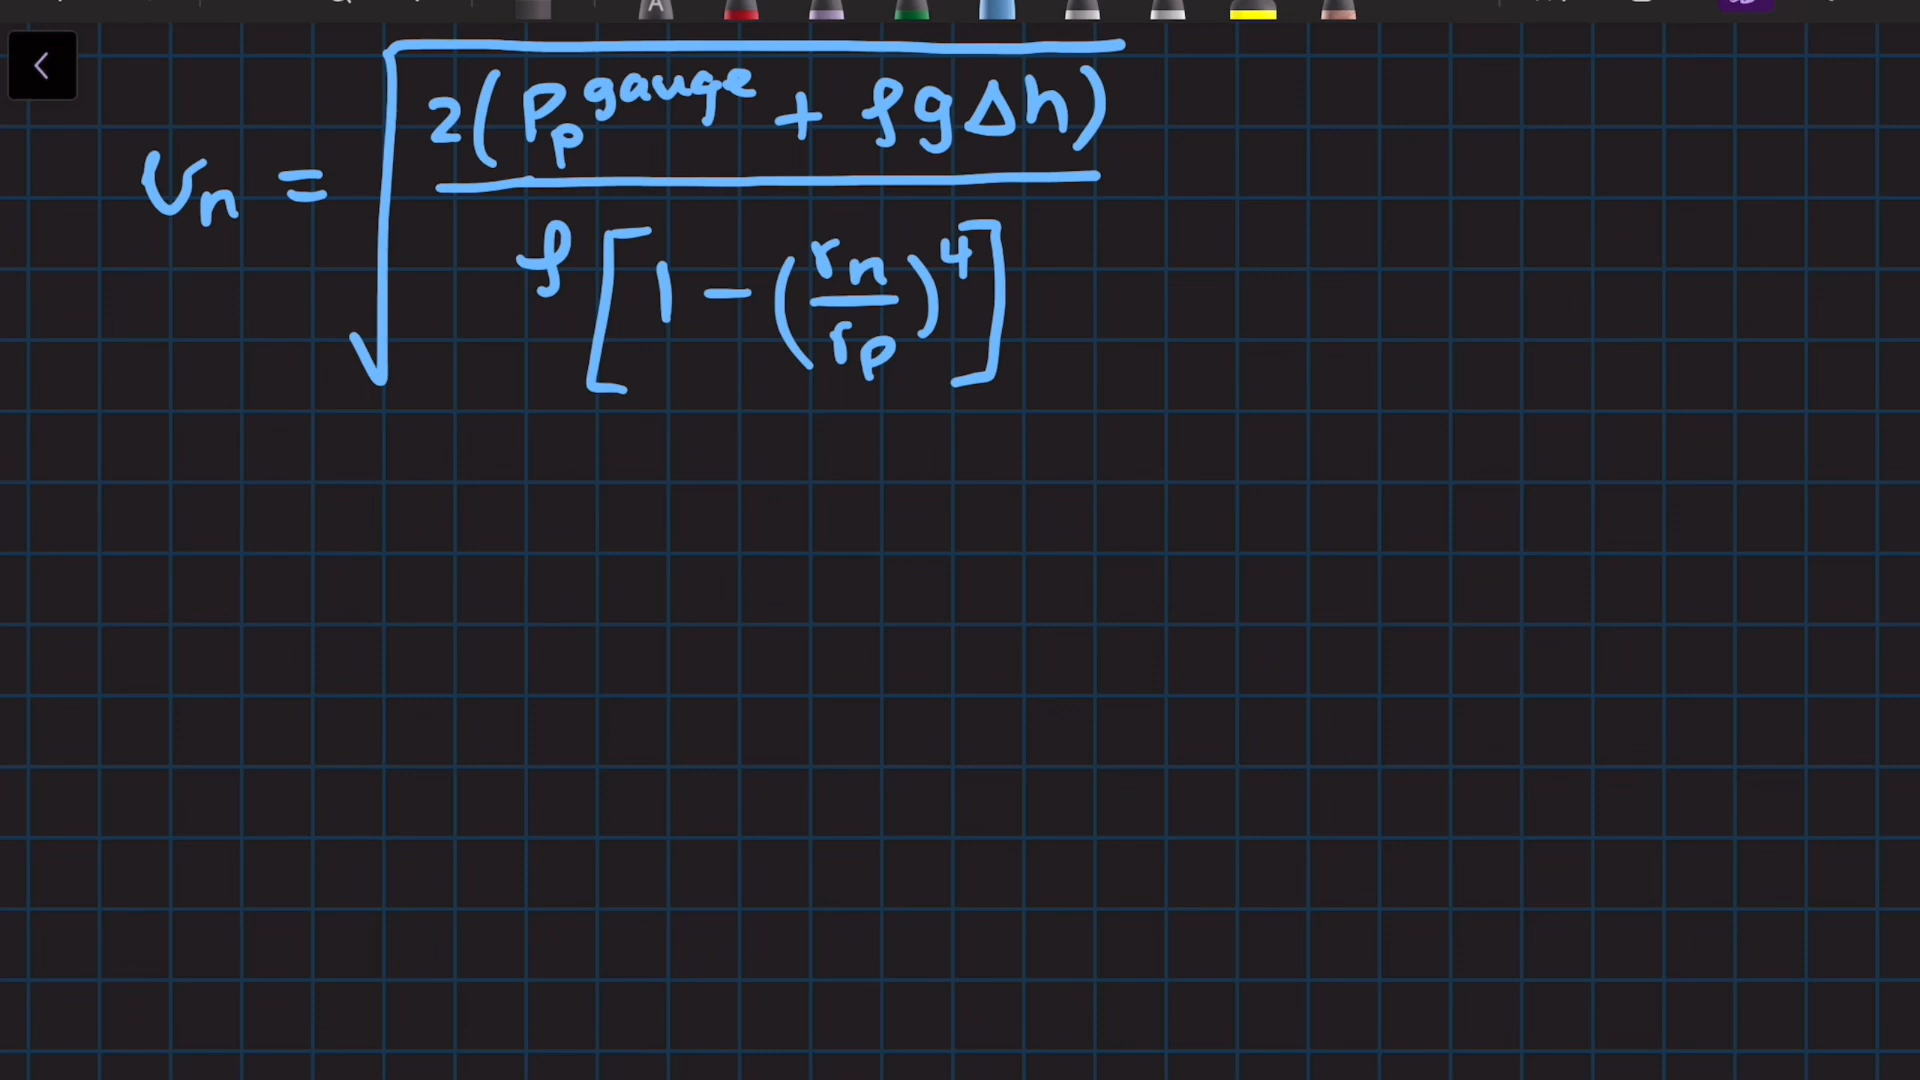 A
v_n = √(2(P_p^gauge + ρgΔh) / ρ[1 - (r_n/r_p)^4])